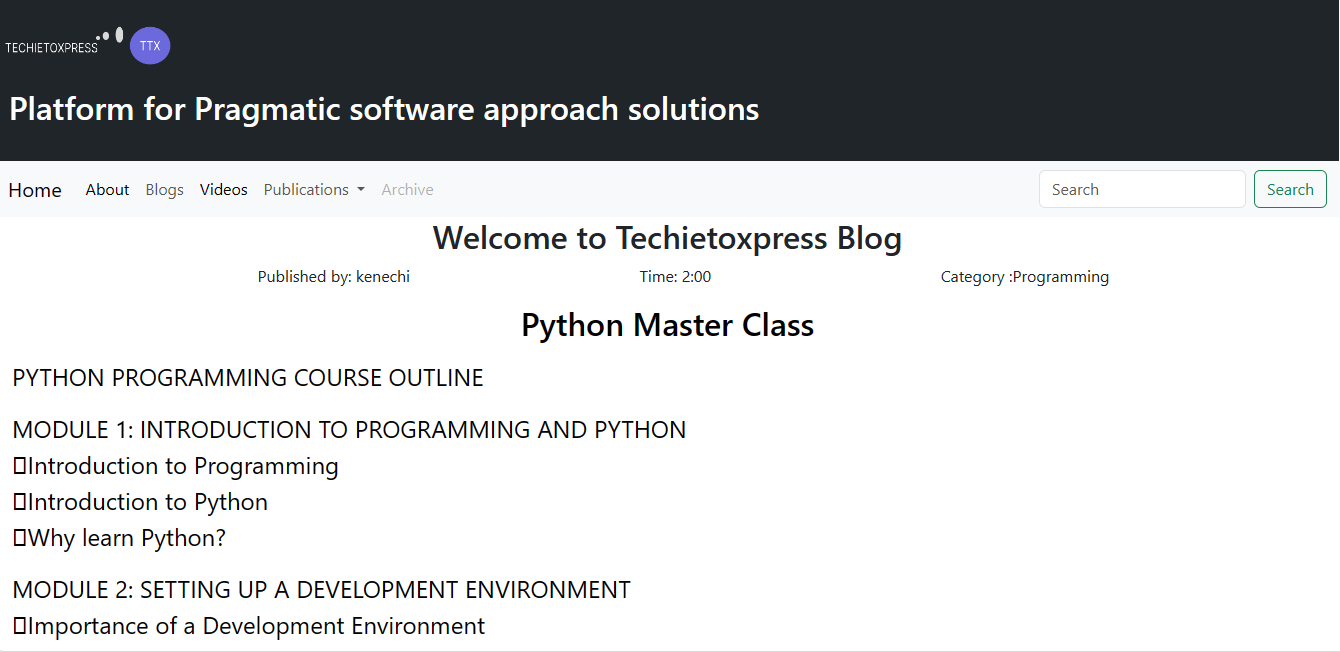 TECHIETOXPRESS TTX
Platform for Pragmatic software approach solutions
Home About Blogs Videos Publications Archive Search Search
Welcome to Techietoxpress Blog
Published by: kenechi Time: 2:00 Category :Programming
Python Master Class
PYTHON PROGRAMMING COURSE OUTLINE
MODULE 1: INTRODUCTION TO PROGRAMMING AND PYTHON
Introduction to Programming
Introduction to Python
Why learn Python?
MODULE 2: SETTING UP A DEVELOPMENT ENVIRONMENT
Importance of a Development Environment